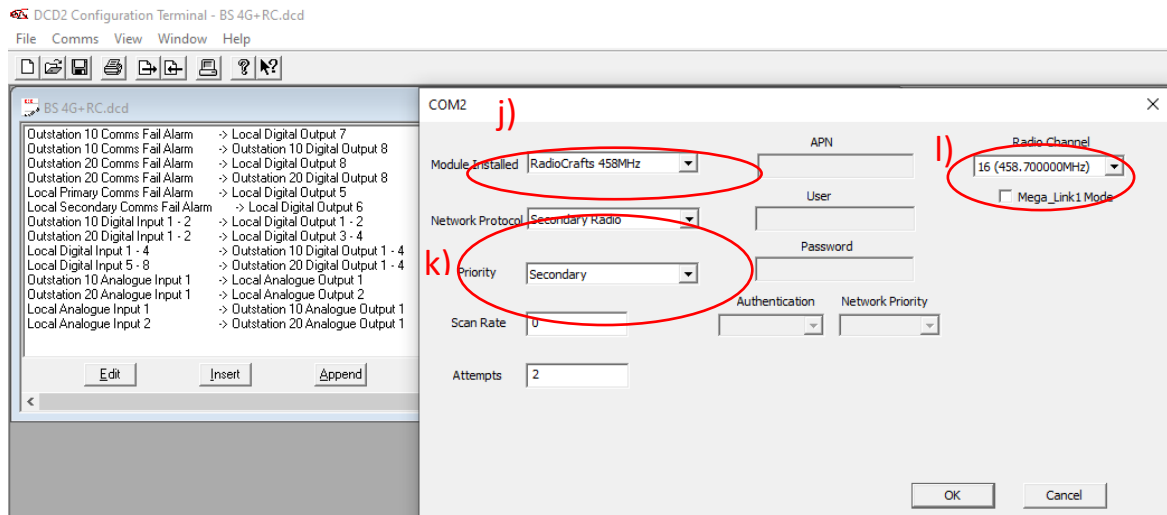 DCD2 Configuration Terminal - BS 4G+RC.dcd
File Comms View Window Help
BS 4G+RC.dcd
Outstation 10 Comms Fail Alarm -> Local Digital Output 7
Outstation 10 Comms Fail Alarm -> Outstation 10 Digital Output 8
Outstation 20 Comms Fail Alarm -> Local Digital Output 8
Outstation 20 Comms Fail Alarm -> Outstation 20 Digital Output 8
Local Primary Comms Fail Alarm -> Local Digital Output 5
Local Secondary Comms Fail Alarm -> Local Digital Output 6
Outstation 10 Digital Input 1 - 2 -> Local Digital Output 1 - 2
Outstation 20 Digital Input 1 - 2 -> Local Digital Output 3 - 4
Local Digital Input 1 - 4 -> Outstation 10 Digital Output 1 - 4
Local Digital Input 5 - 8 -> Outstation 20 Digital Output 1 - 4
Outstation 10 Analogue Input 1 -> Local Analogue Output 1
Outstation 20 Analogue Input 1 -> Local Analogue Output 2
Local Analogue Input 1 -> Outstation 10 Analogue Output 1
Local Analogue Input 2 -> Outstation 20 Analogue Output 1
Edit Insert Append
COM2
j)
Module Installed RadioCrafts 458MHz
Network Protocol Secondary Radio
k)
Priority Secondary
Scan Rate 0
Attempts 2
APN
User
Password
Authentication Network Priority
l)
Radio Channel
16 (458.700000MHz)
Mega_Link1 Mode
OK Cancel